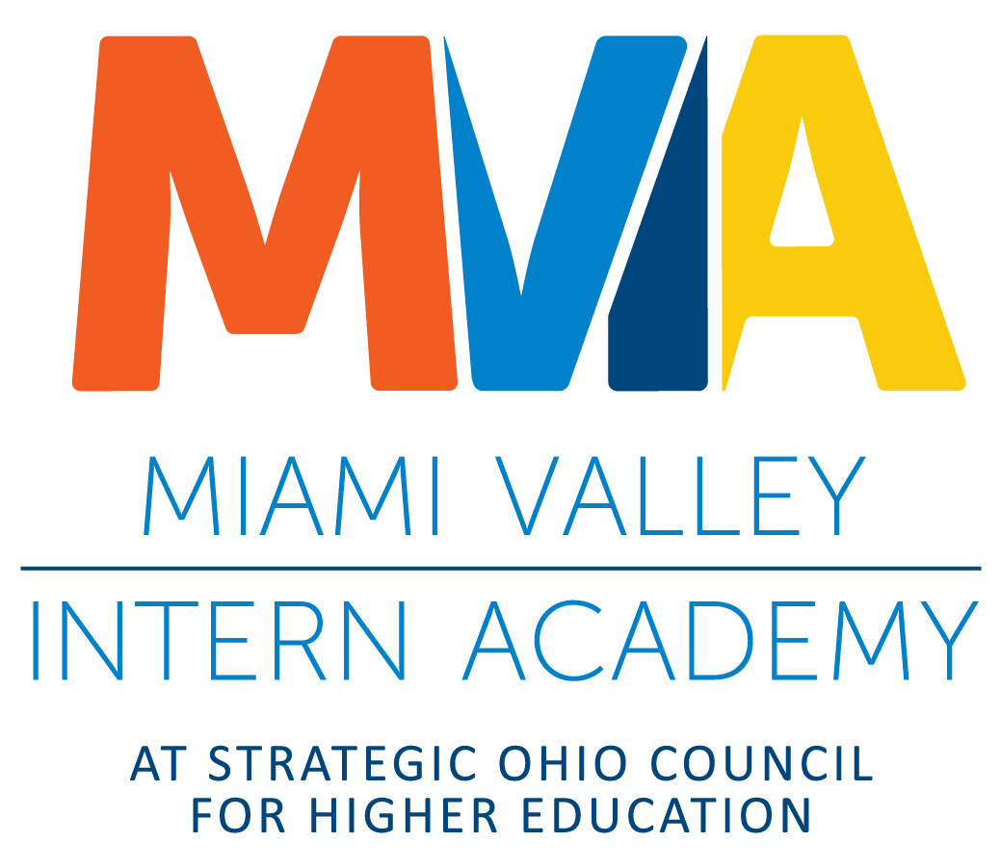 MVIA
MIAMI VALLEY
INTERN ACADEMY
AT STRATEGIC OHIO COUNCIL
FOR HIGHER EDUCATION